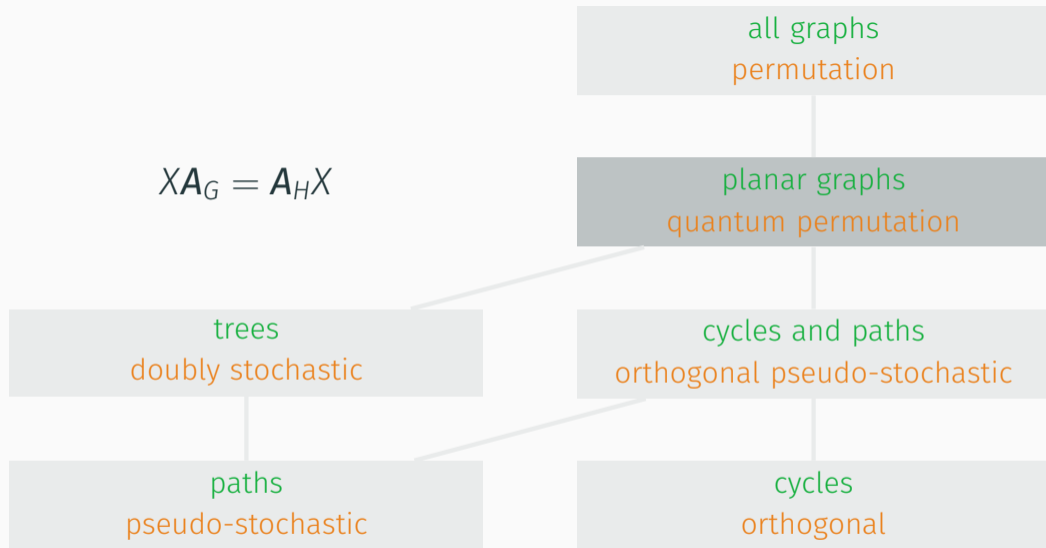 all graphs
permutation
XA_G = A_HX
planar graphs
quantum permutation
trees
doubly stochastic
cycles and paths
orthogonal pseudo-stochastic
paths
pseudo-stochastic
cycles
orthogonal